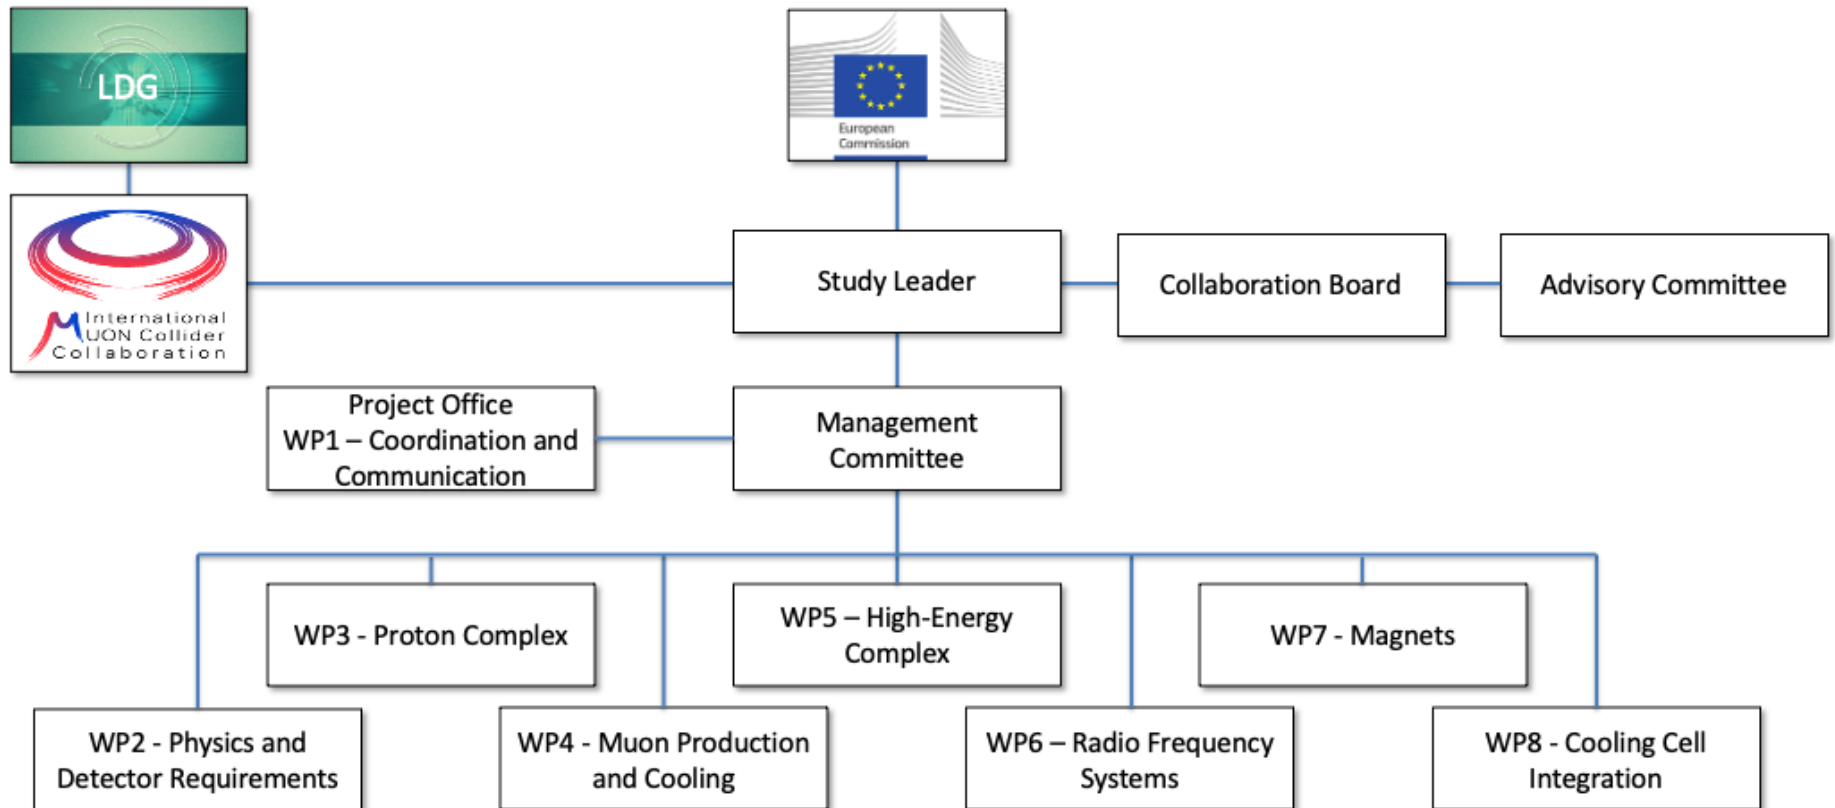 LDG
European
Commission
International
MUON Collider
Collaboration
Study Leader
Collaboration Board
Advisory Committee
Project Office
WP1 – Coordination and
Communication
Management
Committee
WP3 - Proton Complex
WP5 – High-Energy
Complex
WP7 - Magnets
WP2 - Physics and
Detector Requirements
WP4 - Muon Production
and Cooling
WP6 – Radio Frequency
Systems
WP8 - Cooling Cell
Integration